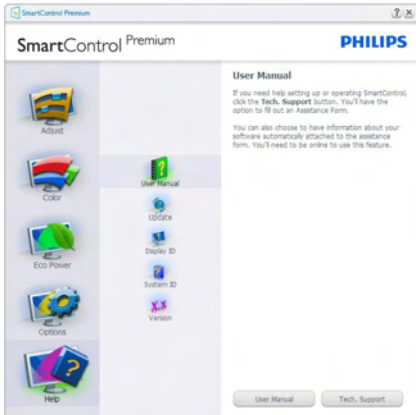 SmartControl Premium
SmartControl Premium
PHILIPS
Adjust
Color
Eco Power
Options
Help
User Manual
Update
Display ID
System ID
Version
User Manual
If you need help setting up or operating SmartControl,
click the Tech. Support button. You'll have the
option to fill out an Assistance Form.
You can also choose to have information about your
software automatically attached to the assistance
form. You'll need to be online to use this feature.
User Manual
Tech. Support